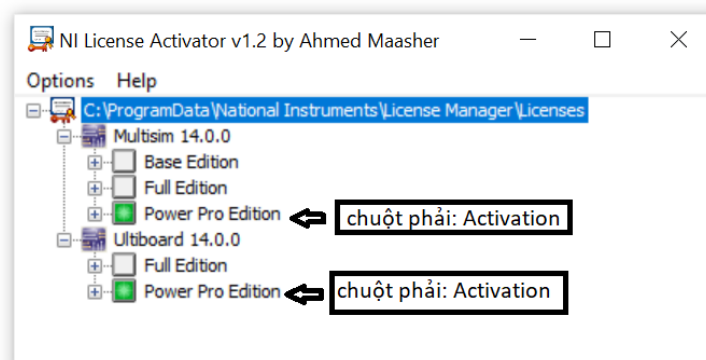 NI License Activator v1.2 by Ahmed Maasher
Options Help
C:\ProgramData\National Instruments\License Manager\Licenses
Multisim 14.0.0
Base Edition
Full Edition
Power Pro Edition
chuột phải: Activation
Ultiboard 14.0.0
Full Edition
Power Pro Edition
chuột phải: Activation